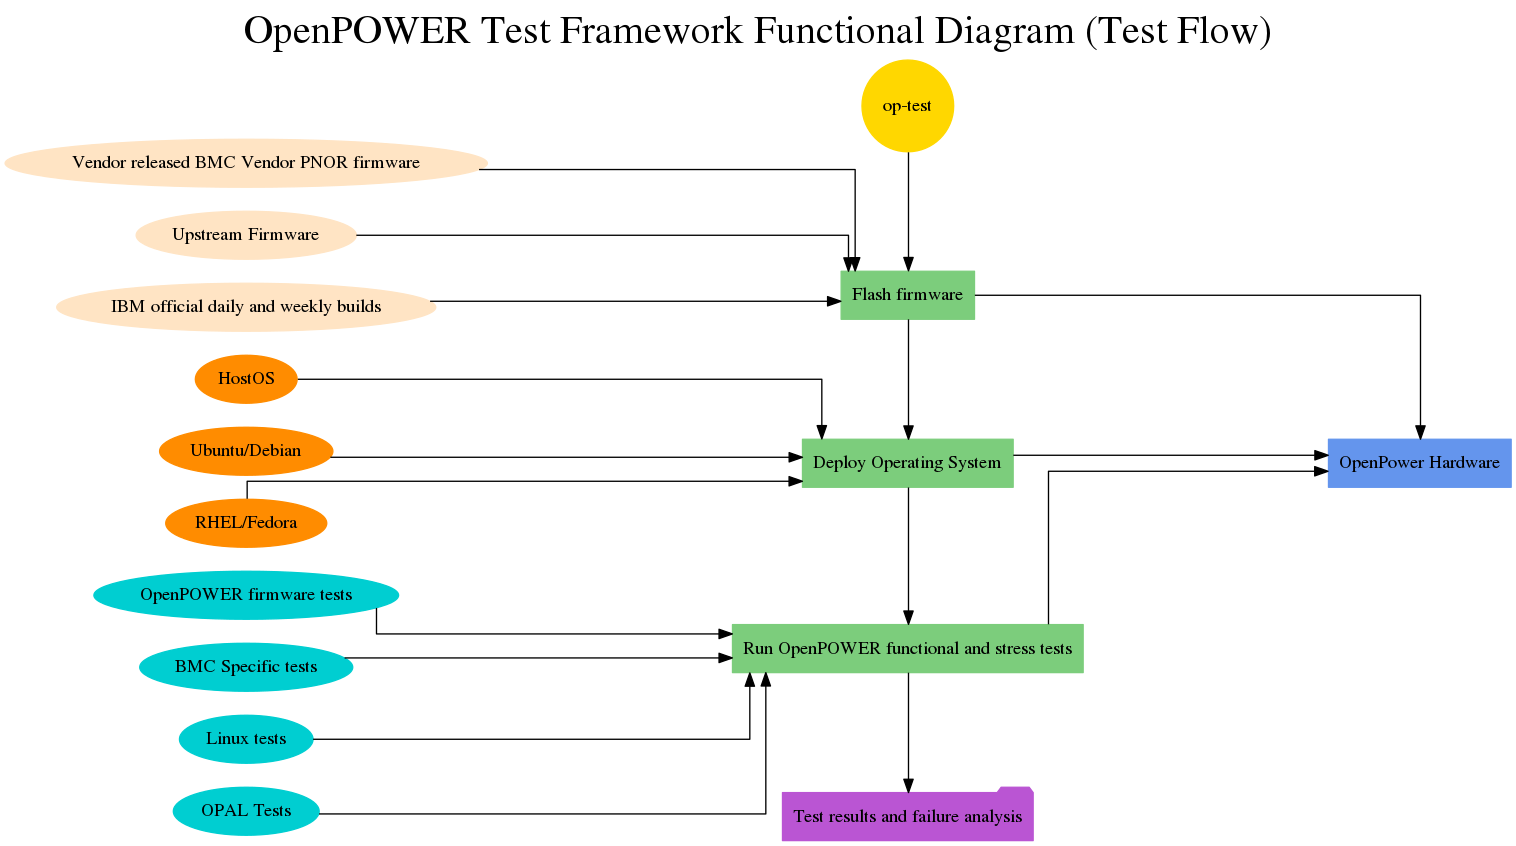 OpenPOWER Test Framework Functional Diagram (Test Flow)
op-test
Vendor released BMC Vendor PNOR firmware
Upstream Firmware
IBM official daily and weekly builds
Flash firmware
HostOS
Ubuntu/Debian
RHEL/Fedora
Deploy Operating System
OpenPower Hardware
OpenPOWER firmware tests
BMC Specific tests
Linux tests
OPAL Tests
Run OpenPOWER functional and stress tests
Test results and failure analysis